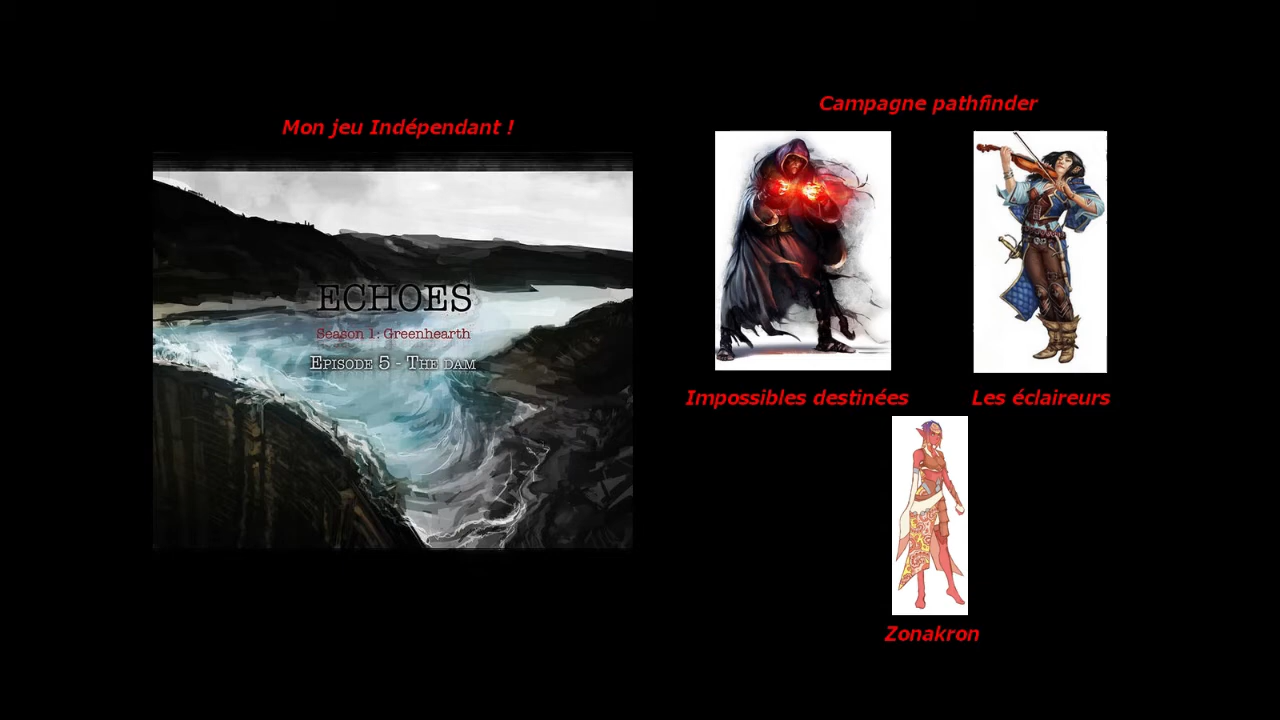 Mon jeu Indépendant !
ECHOES
Season 1: Greenhearth
Episode 5 - The dam
Campagne pathfinder
Impossibles destinées
Les éclaireurs
Zonakron